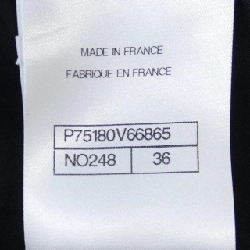 MADE IN FRANCE
FABRIQUE EN FRANCE
P75180V66865
NO248 36